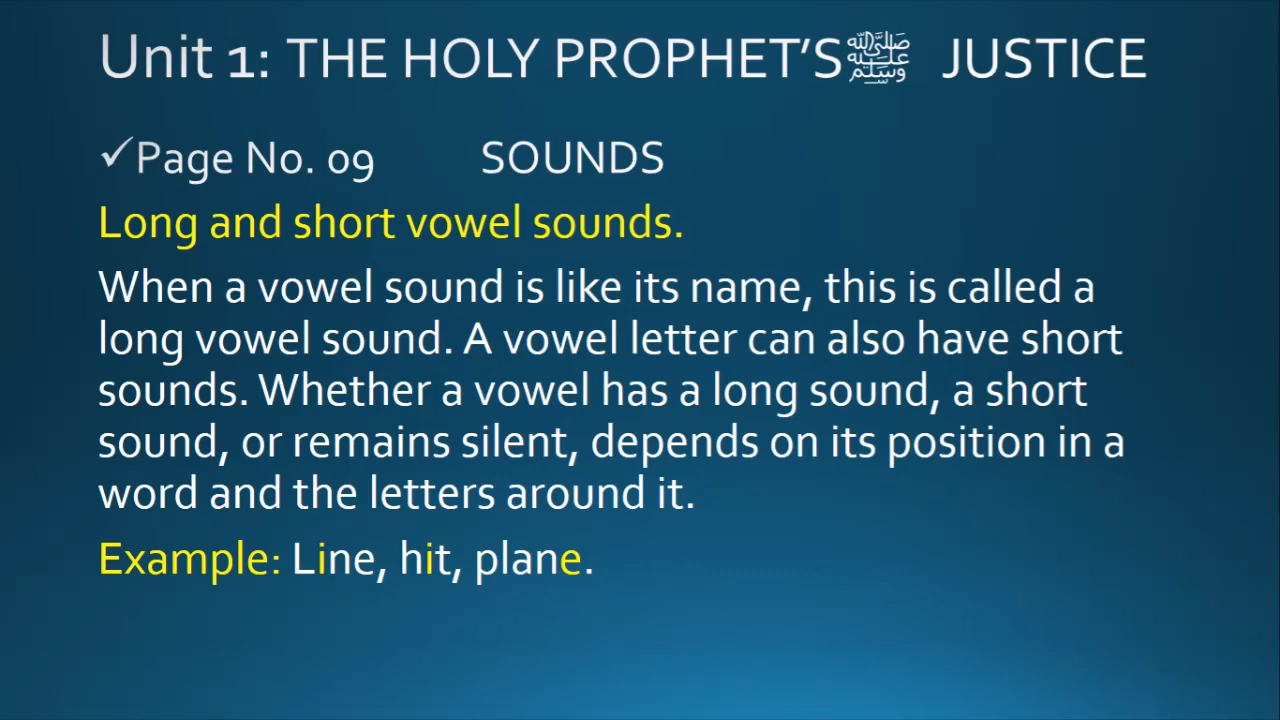 Unit 1: THE HOLY PROPHET’Sﷺ JUSTICE
✓Page No. 09 SOUNDS
Long and short vowel sounds.
When a vowel sound is like its name, this is called a
long vowel sound. A vowel letter can also have short
sounds. Whether a vowel has a long sound, a short
sound, or remains silent, depends on its position in a
word and the letters around it.
Example: Line, hit, plane.